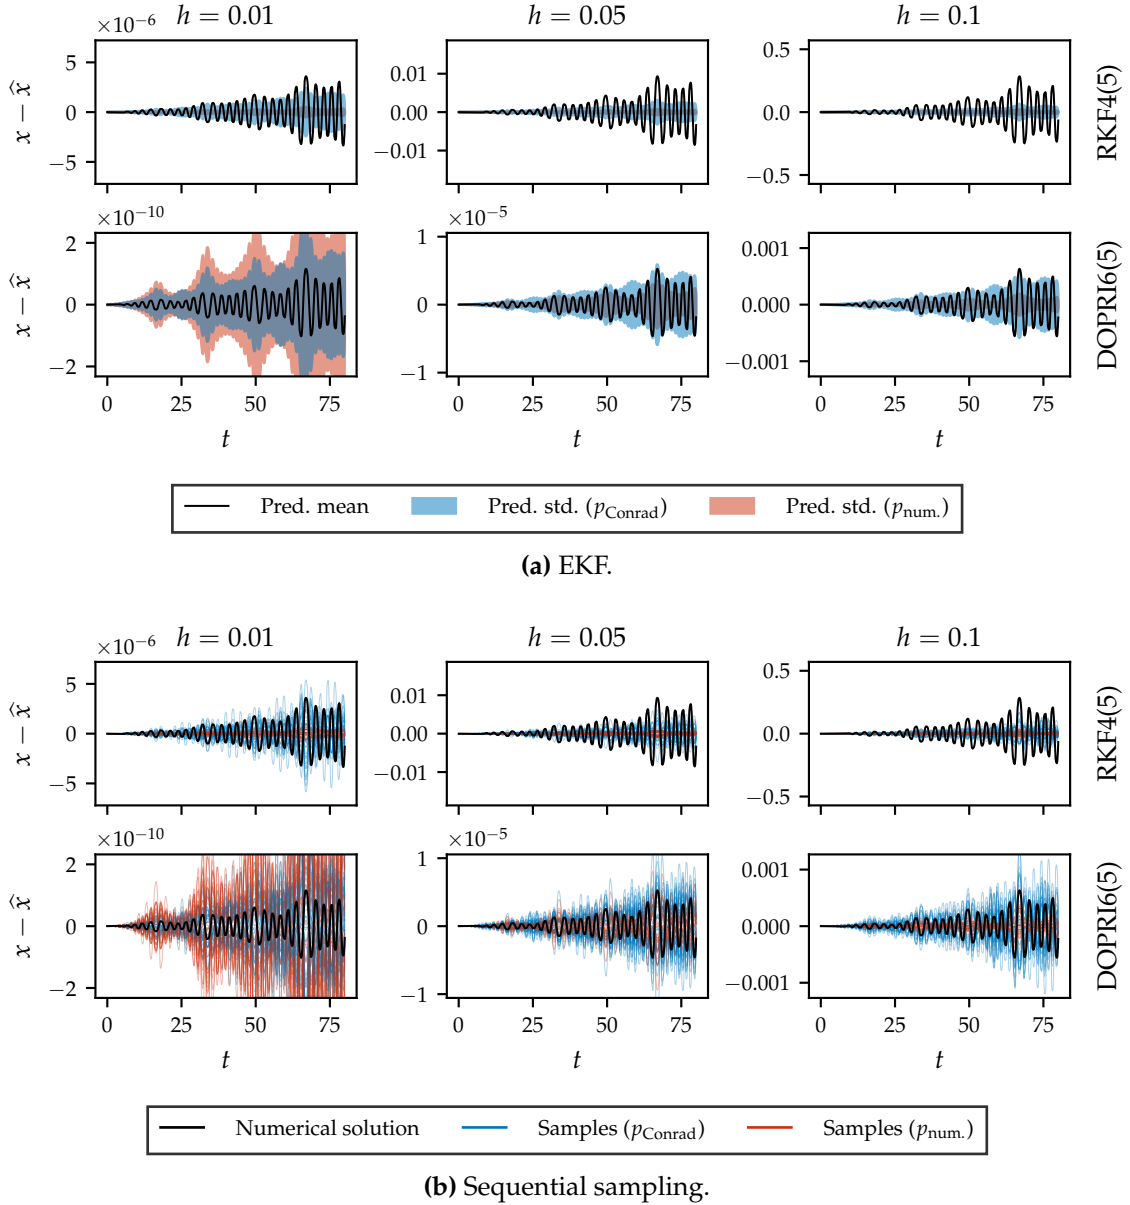 h = 0.01 h = 0.05 h = 0.1
×10⁻⁶
5
0
−5
x − x̂
0.01
0.00
−0.01
0.5
0.0
−0.5
RKF4(5)
×10⁻¹⁰
2
0
−2
x − x̂
×10⁻⁵
1
0
−1
0.001
0.000
−0.001
DOPRI6(5)
0 25 50 75 0 25 50 75 0 25 50 75
t t t
Pred. mean Pred. std. (p_Conrad) Pred. std. (p_num.)
(a) EKF.
h = 0.01 h = 0.05 h = 0.1
×10⁻⁶
5
0
−5
x − x̂
0.01
0.00
−0.01
0.5
0.0
−0.5
RKF4(5)
×10⁻¹⁰
2
0
−2
x − x̂
×10⁻⁵
1
0
−1
0.001
0.000
−0.001
DOPRI6(5)
0 25 50 75 0 25 50 75 0 25 50 75
t t t
Numerical solution Samples (p_Conrad) Samples (p_num.)
(b) Sequential sampling.